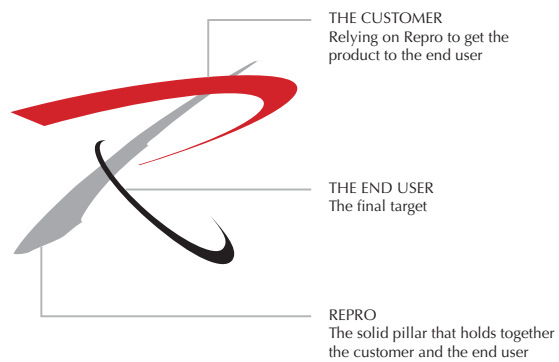 THE CUSTOMER
Relying on Repro to get the
product to the end user
THE END USER
The final target
REPRO
The solid pillar that holds together
the customer and the end user